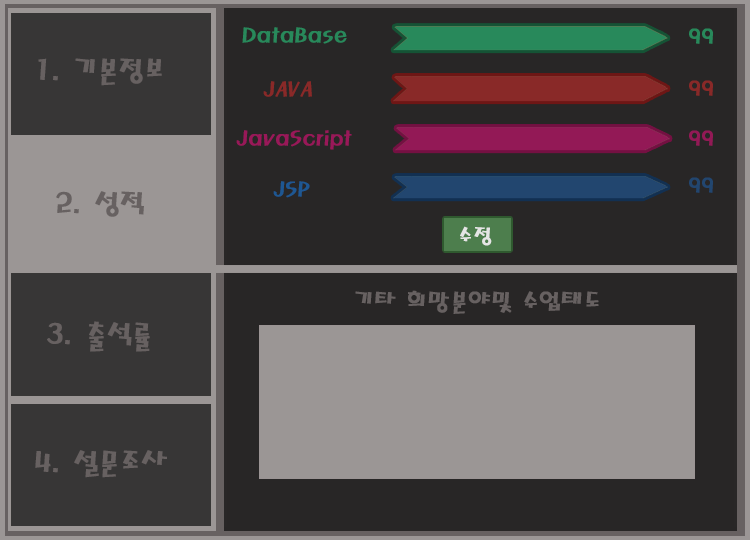 1. 기본정보
2. 성적
3. 출석률
4. 설문조사
DataBase 99
JAVA 99
JavaScript 99
JSP 99
수정
기타 희망분야및 수업태도